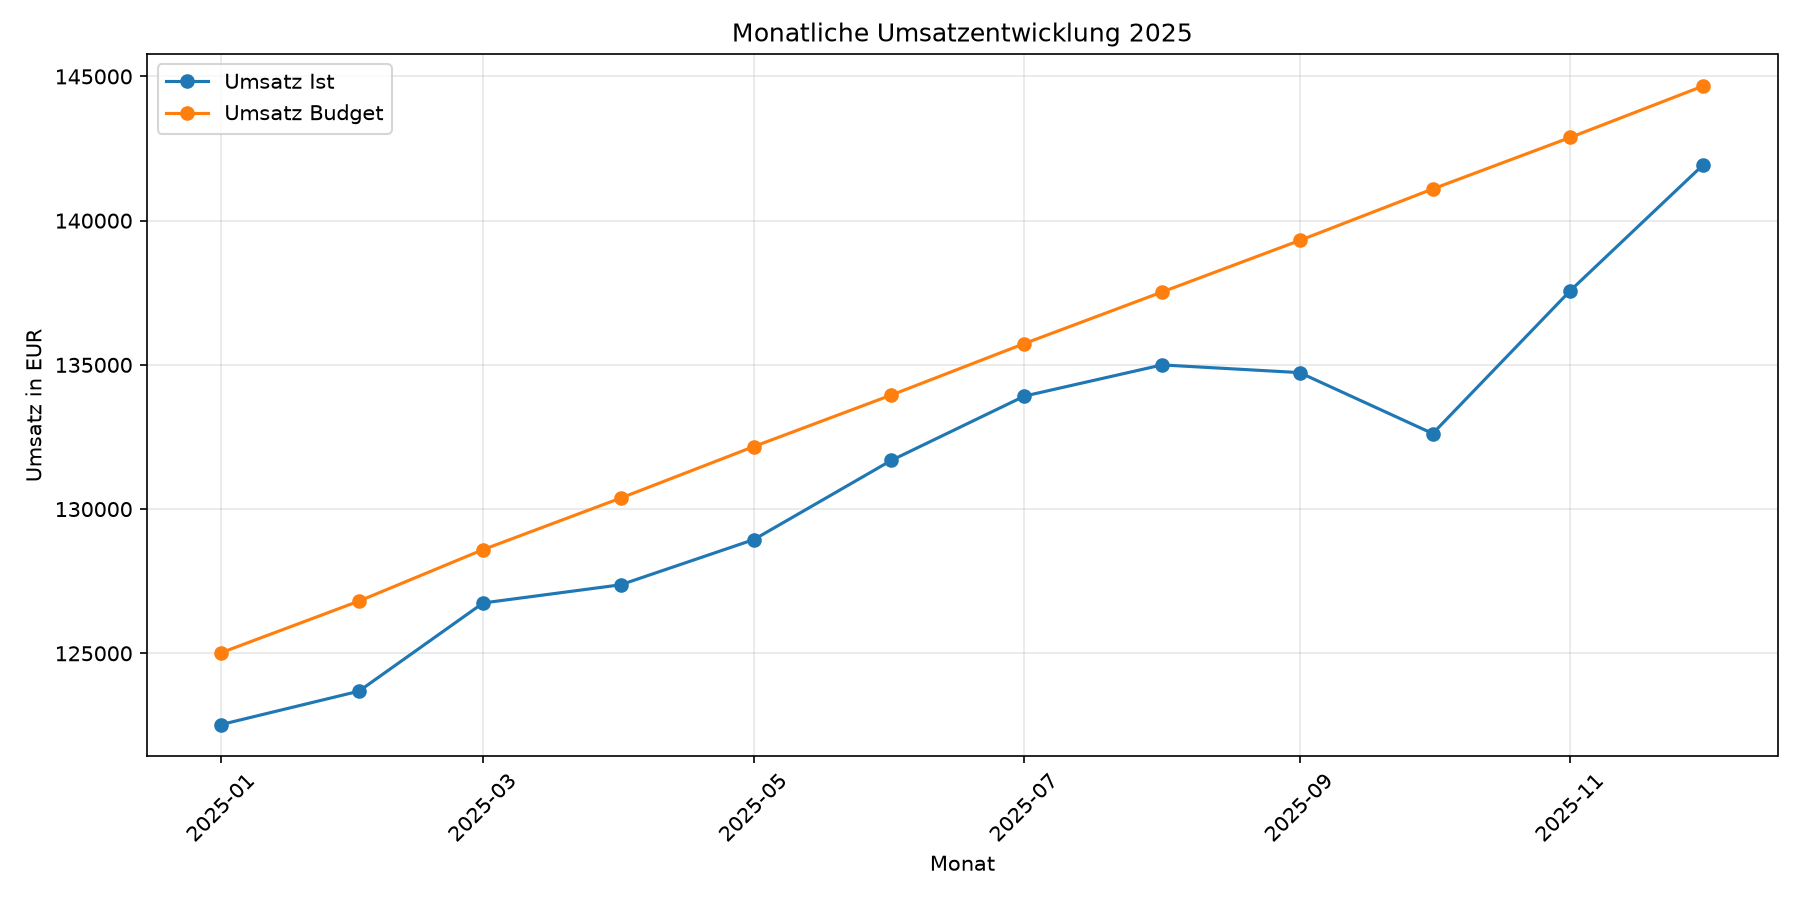 Monatliche Umsatzentwicklung 2025
Umsatz Ist
Umsatz Budget
145000
140000
135000
130000
125000
Umsatz in EUR
2025-01
2025-03
2025-05
2025-07
2025-09
2025-11
Monat